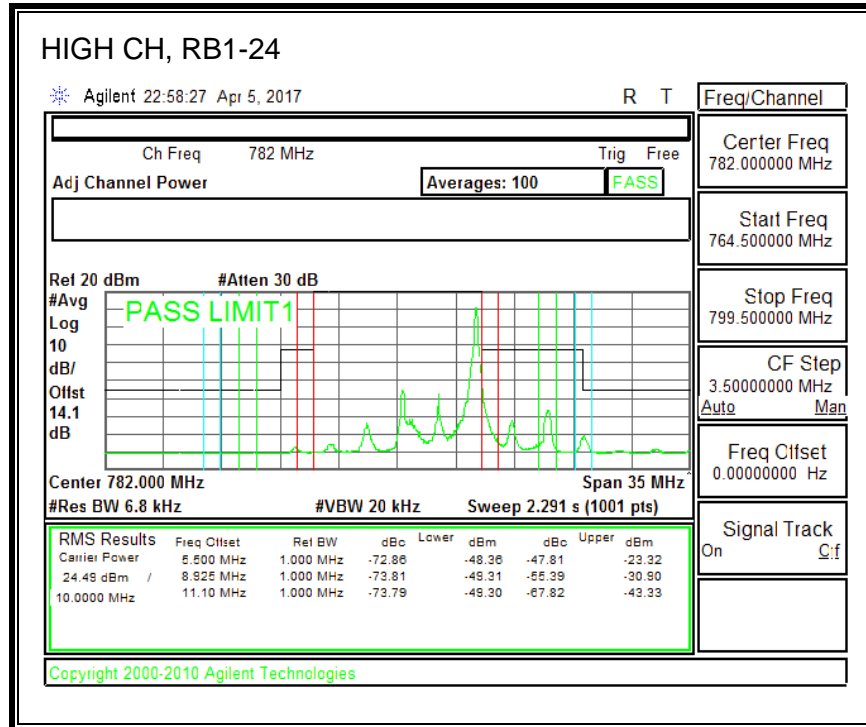 HIGH CH, RB1-24
Agilent 22:58:27 Apr 5, 2017 R T
Freq/Channel
Ch Freq 782 MHz Trig Free
Adj Channel Power Averages: 100 PASS
Center Freq
782.000000 MHz
Start Freq
764.500000 MHz
Stop Freq
799.500000 MHz
CF Step
3.50000000 MHz
Auto Man
Freq Offset
0.00000000 Hz
Signal Track
On Off
Ref 20 dBm #Atten 30 dB
#Avg
Log
10
dB/
Offst
14.1
dB
PASS LIMIT1
Center 782.000 MHz Span 35 MHz
#Res BW 6.8 kHz #VBW 20 kHz Sweep 2.291 s (1001 pts)
RMS Results Freq Offset Ref BW dBc Lower dBm dBc Upper dBm
Carrier Power 5.500 MHz 1.000 MHz -72.86 -48.36 -47.81 -23.32
24.49 dBm / 8.925 MHz 1.000 MHz -73.81 -49.31 -55.39 -30.90
10.0000 MHz 11.10 MHz 1.000 MHz -73.79 -49.30 -67.82 -43.33
Copyright 2000-2010 Agilent Technologies